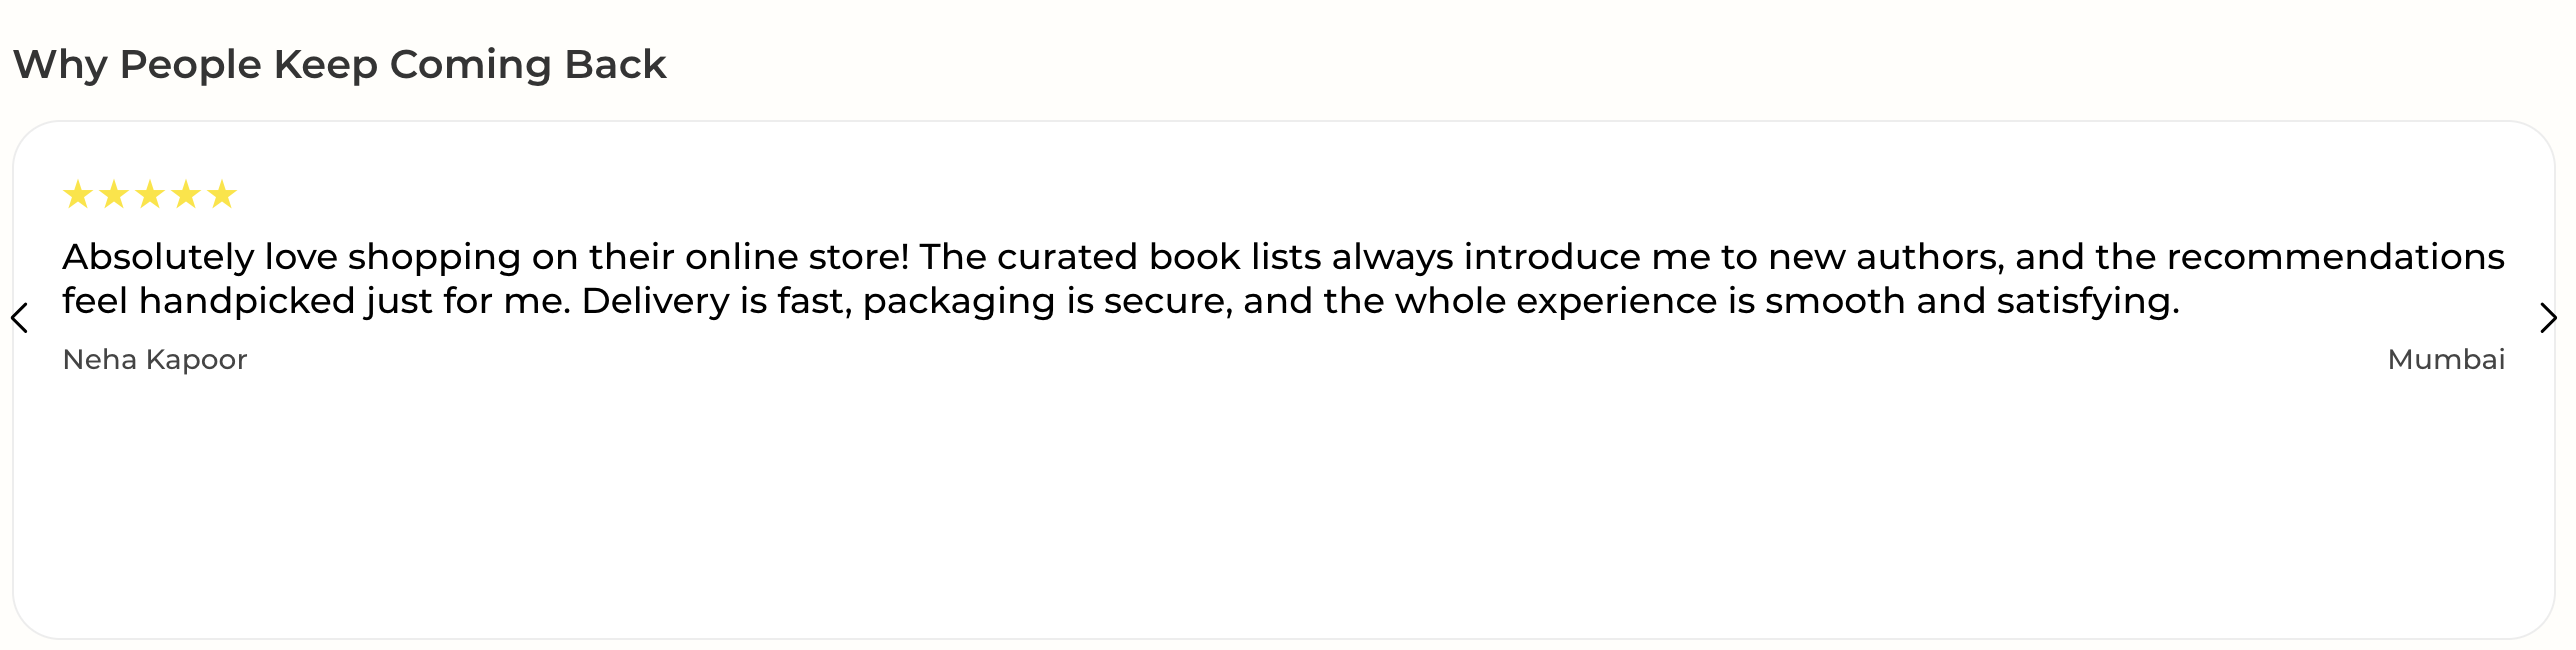 Why People Keep Coming Back
Absolutely love shopping on their online store! The curated book lists always introduce me to new authors, and the recommendations
feel handpicked just for me. Delivery is fast, packaging is secure, and the whole experience is smooth and satisfying.
Neha Kapoor
Mumbai